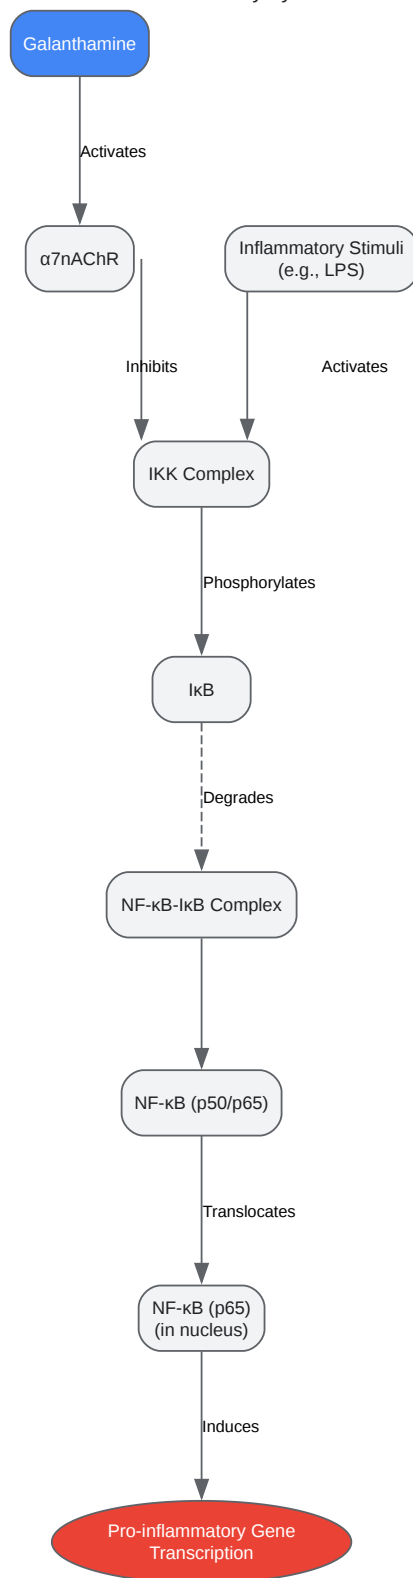 Galanthamine
Activates
α7nAChR
Inflammatory Stimuli
(e.g., LPS)
Inhibits
Activates
IKK Complex
Phosphorylates
IκB
Degrades
NF-κB-IκB Complex
NF-κB (p50/p65)
Translocates
NF-κB (p65)
(in nucleus)
Induces
Pro-inflammatory Gene
Transcription